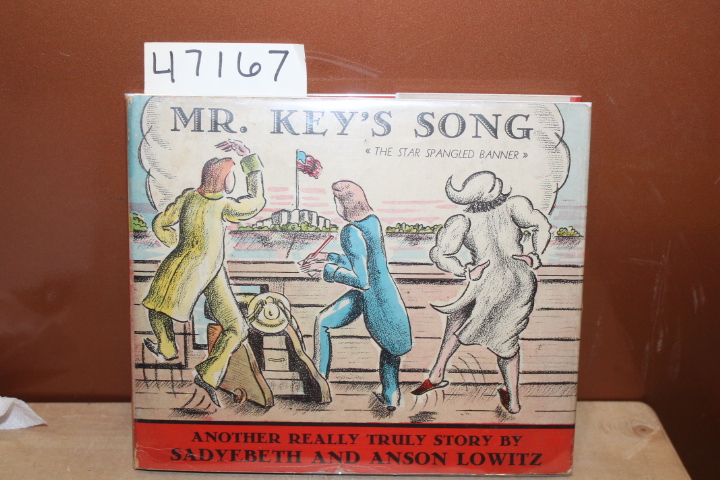 47167
MR. KEY'S SONG
« THE STAR SPANGLED BANNER »
ANOTHER REALLY TRULY STORY BY
SADYEBETH AND ANSON LOWITZ